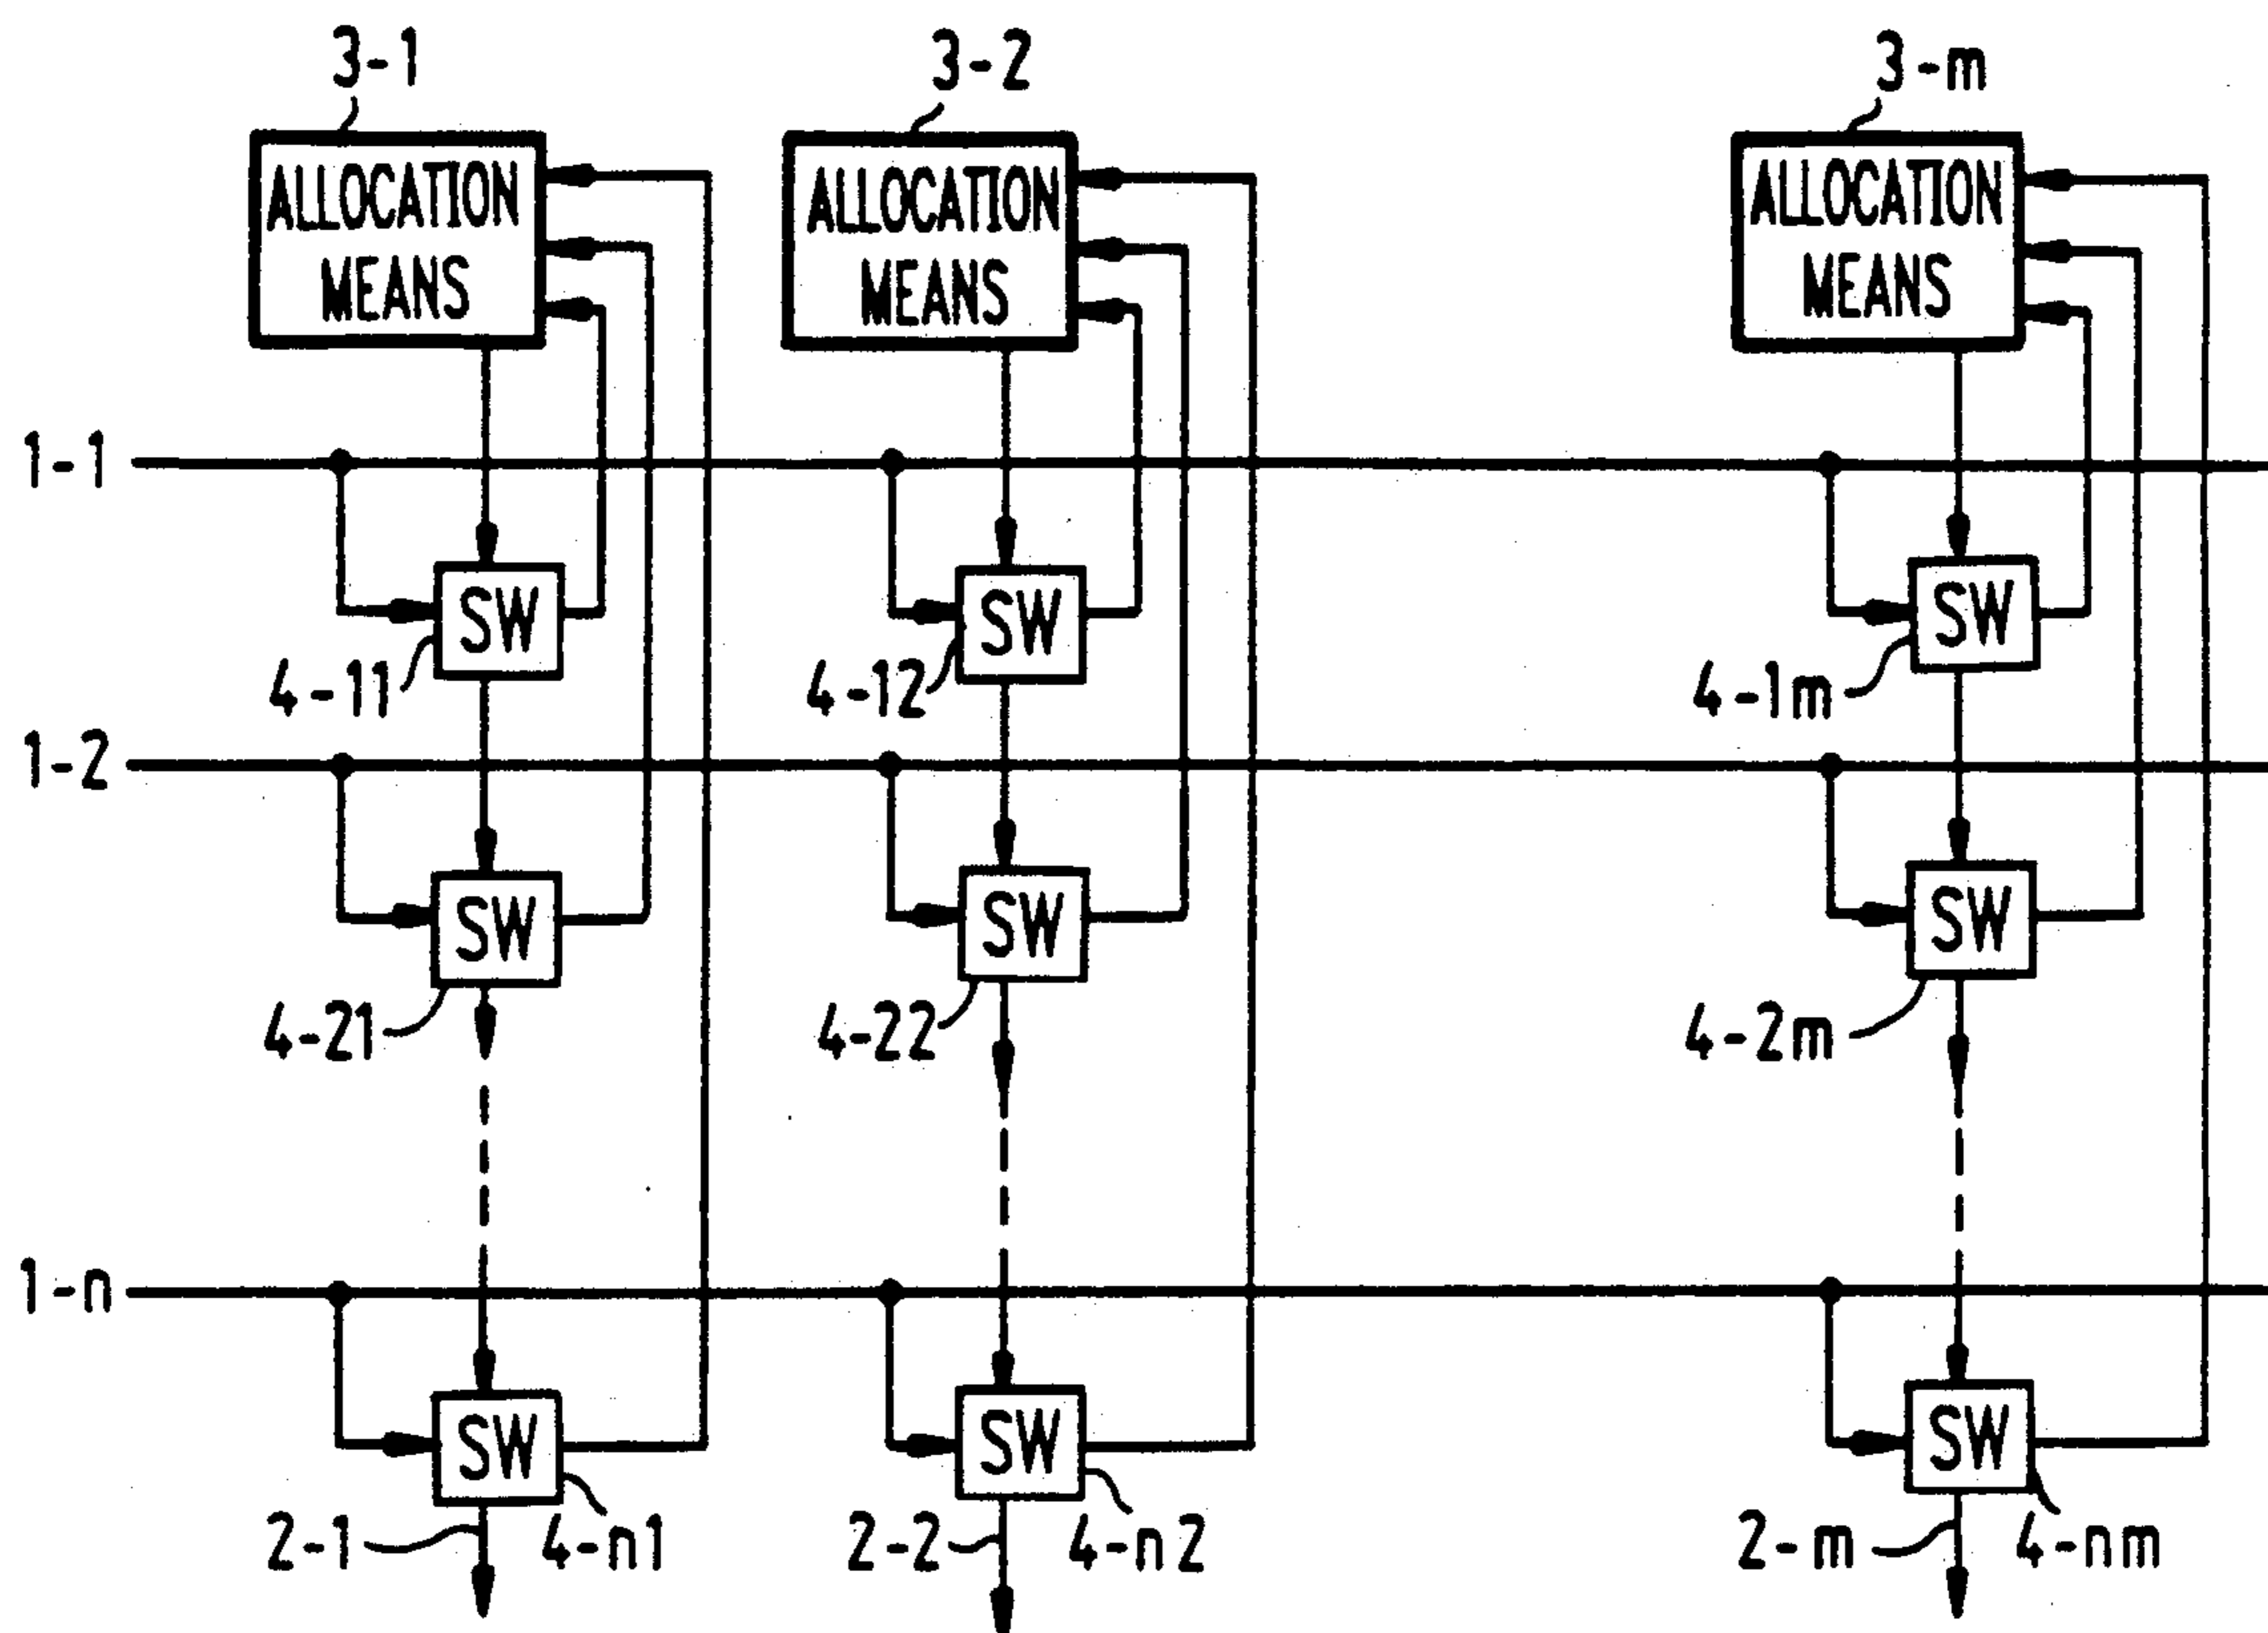 3-1
3-2
3-m
ALLOCATION
MEANS
ALLOCATION
MEANS
ALLOCATION
MEANS
1-1
SW
SW
SW
4-11
4-12
4-1m
1-2
SW
SW
SW
4-21
4-22
4-2m
1-n
SW
SW
SW
2-1
4-n1
2-2
4-n2
2-m
4-nm